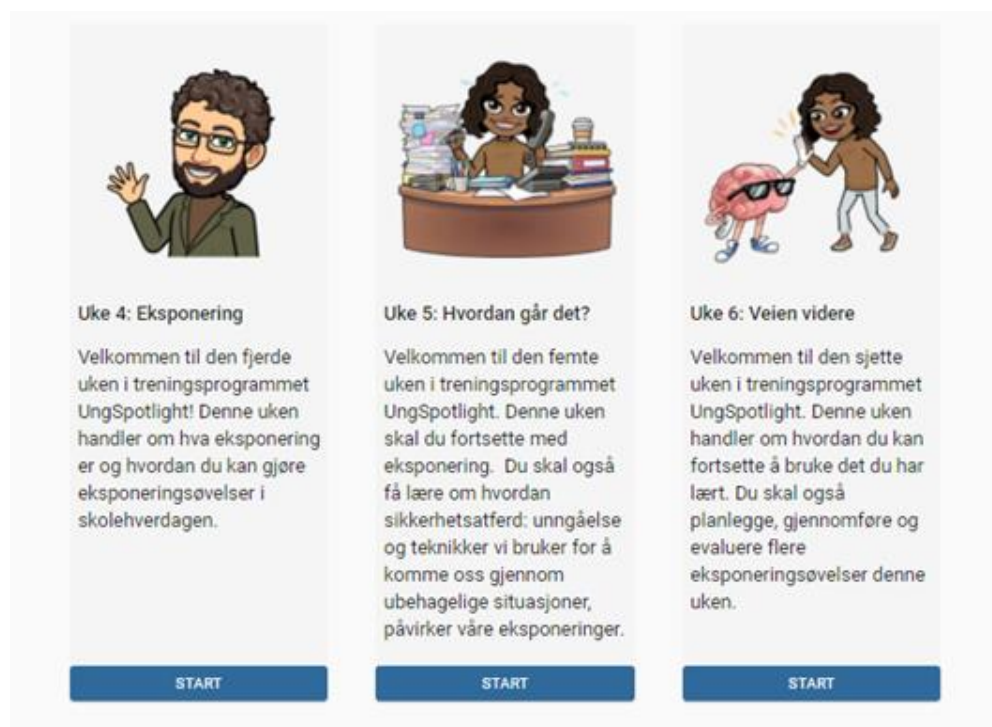 Uke 4: Eksponering
Velkommen til den fjerde
uken i treningsprogrammet
UngSpotlight! Denne uken
handler om hva eksponering
er og hvordan du kan gjøre
eksponeringsøvelser i
skolehverdagen.
START
Uke 5: Hvordan går det?
Velkommen til den femte
uken i treningsprogrammet
UngSpotlight. Denne uken
skal du fortsette med
eksponering. Du skal også
få lære om hvordan
sikkerhetsatferd: unngåelse
og teknikker vi bruker for å
komme oss gjennom
ubehagelige situasjoner,
påvirker våre eksponeringer.
START
Uke 6: Veien videre
Velkommen til den sjette
uken i treningsprogrammet
UngSpotlight. Denne uken
handler om hvordan du kan
fortsette å bruke det du har
lært. Du skal også
planlegge, gjennomføre og
evaluere flere
eksponeringsøvelser denne
uken.
START